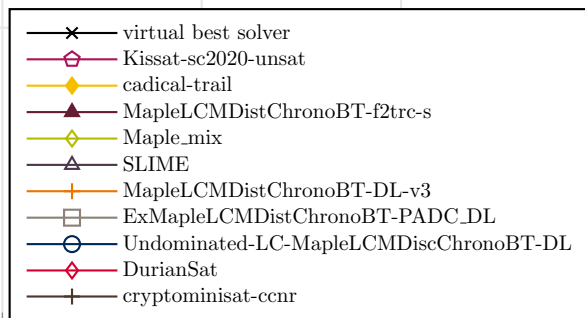 virtual best solver
Kissat-sc2020-unsat
cadical-trail
MapleLCMDistChronoBT-f2trc-s
Maple_mix
SLIME
MapleLCMDistChronoBT-DL-v3
ExMapleLCMDistChronoBT-PADC_DL
Undominated-LC-MapleLCMDiscChronoBT-DL
DurianSat
cryptominisat-ccnr